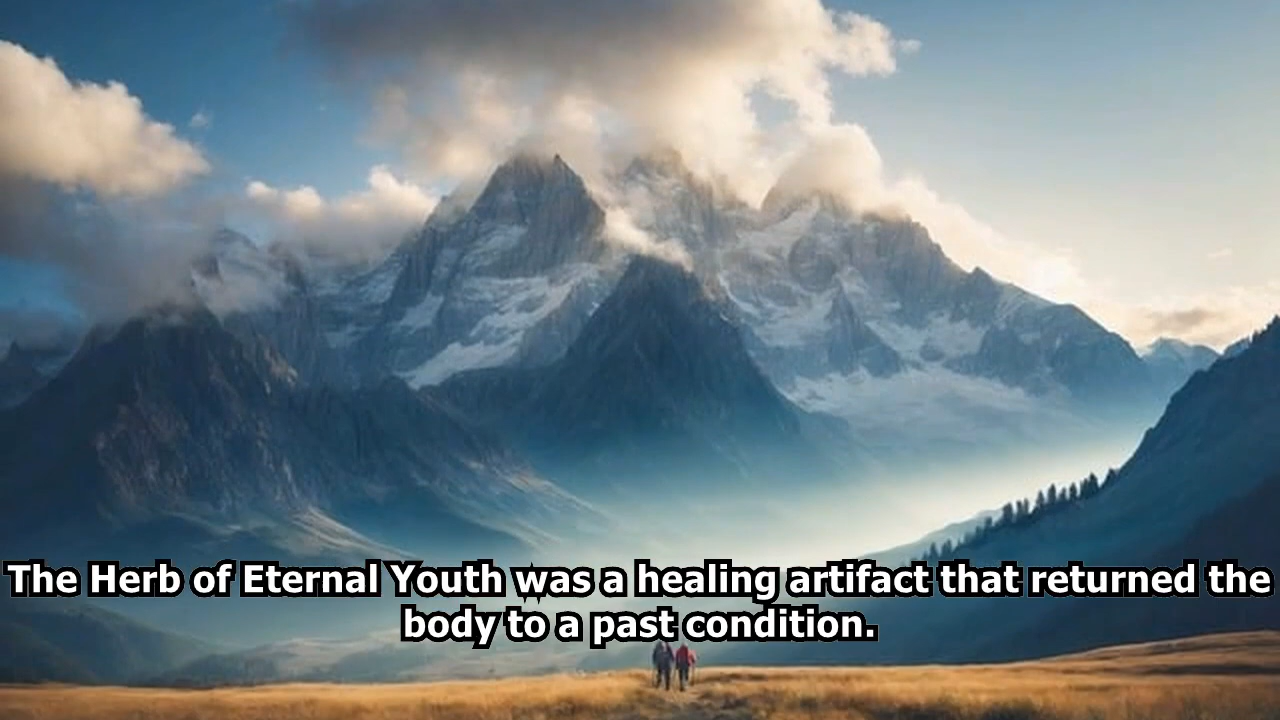 The Herb of Eternal Youth was a healing artifact that returned the
body to a past condition.